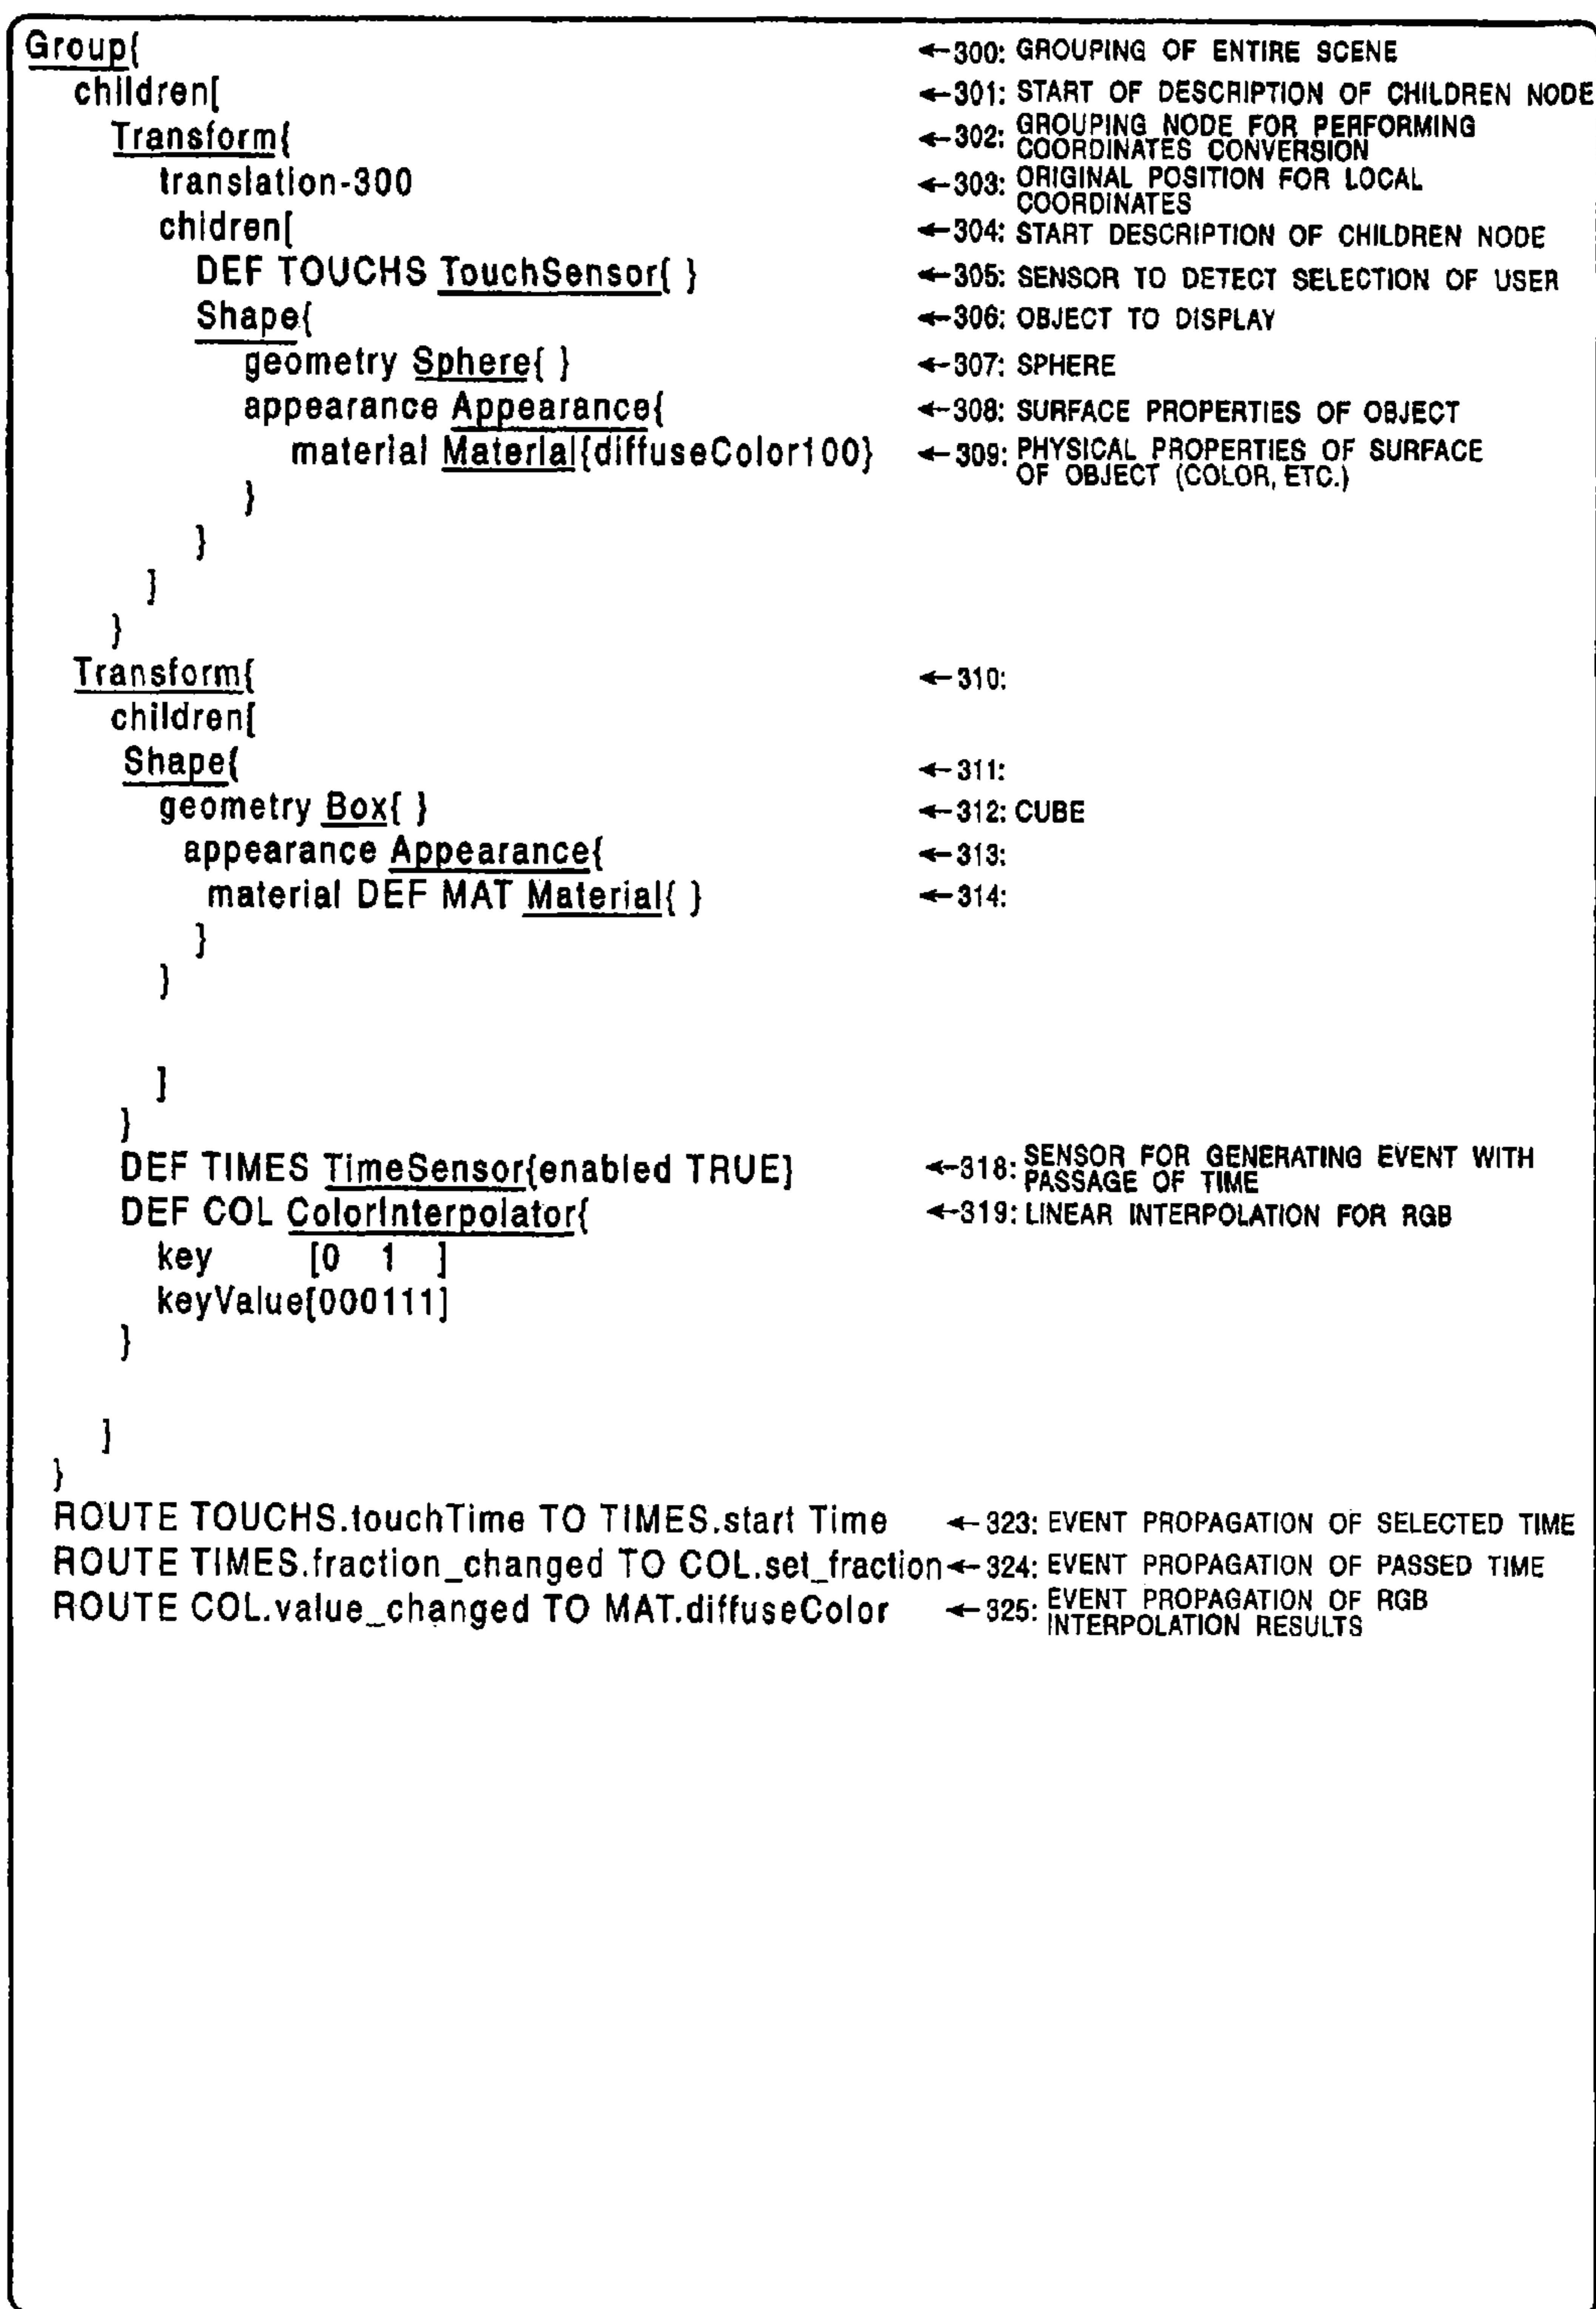 Group{ ←300: GROUPING OF ENTIRE SCENE
children[ ←301: START OF DESCRIPTION OF CHILDREN NODE
Transform{ ←302: GROUPING NODE FOR PERFORMING
COORDINATES CONVERSION
translation-300 ←303: ORIGINAL POSITION FOR LOCAL
COORDINATES
chidren[ ←304: START DESCRIPTION OF CHILDREN NODE
DEF TOUCHS TouchSensor{ } ←305: SENSOR TO DETECT SELECTION OF USER
Shape{ ←306: OBJECT TO DISPLAY
geometry Sphere{ } ←307: SPHERE
appearance Appearance{ ←308: SURFACE PROPERTIES OF OBJECT
material Material{diffuseColor100} ←309: PHYSICAL PROPERTIES OF SURFACE
OF OBJECT (COLOR, ETC.)
}
}
]
}
Transform{ ←310:
children[
Shape{ ←311:
geometry Box{ } ←312: CUBE
appearance Appearance{ ←313:
material DEF MAT Material{ } ←314:
}
}
]
}
DEF TIMES TimeSensor{enabled TRUE] ←318: SENSOR FOR GENERATING EVENT WITH
PASSAGE OF TIME
DEF COL ColorInterpolator{ ←319: LINEAR INTERPOLATION FOR RGB
key [0 1 ]
keyValue[000111]
}
]
}
ROUTE TOUCHS.touchTime TO TIMES.start Time ←323: EVENT PROPAGATION OF SELECTED TIME
ROUTE TIMES.fraction_changed TO COL.set_fraction ←324: EVENT PROPAGATION OF PASSED TIME
ROUTE COL.value_changed TO MAT.diffuseColor ←325: EVENT PROPAGATION OF RGB
INTERPOLATION RESULTS